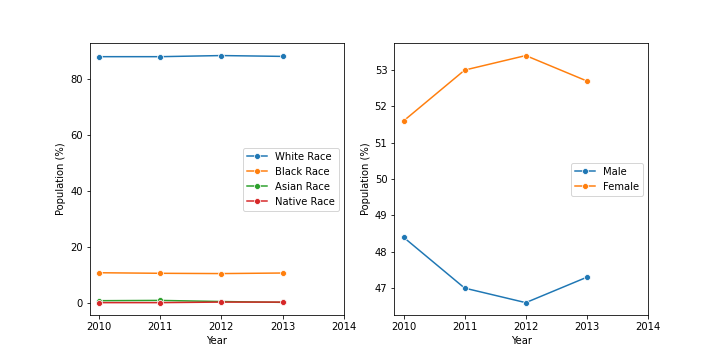 80
60
40
20
0
2010 2011 2012 2013 2014
Year
Population (%)
White Race
Black Race
Asian Race
Native Race
53
52
51
50
49
48
47
2010 2011 2012 2013 2014
Year
Population (%)
Male
Female